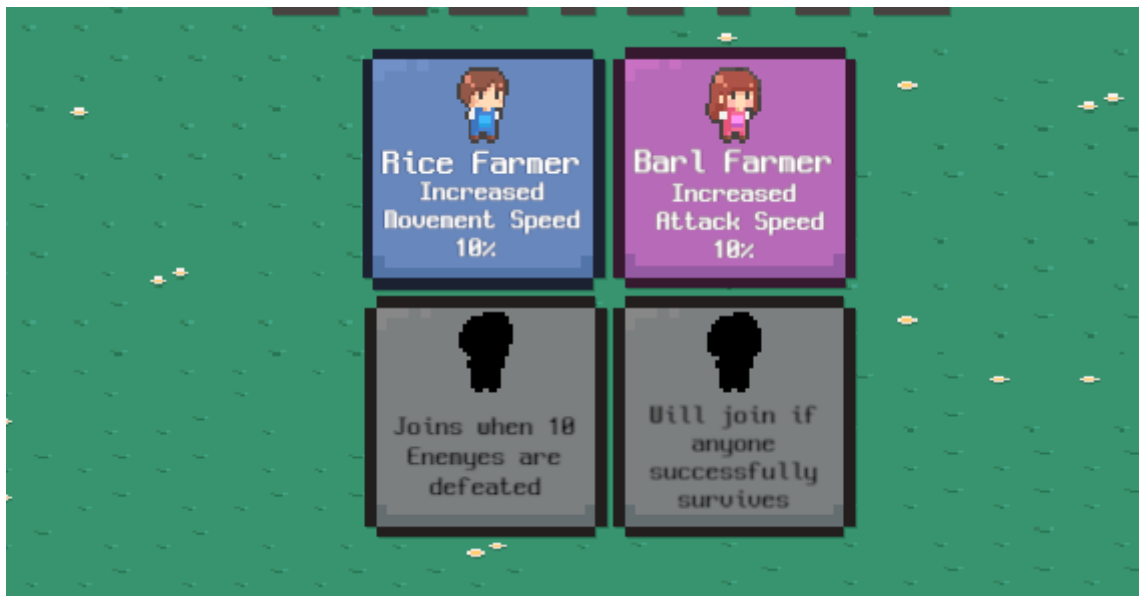 Rice Farmer
Increased
Movement Speed
10%
Barl Farmer
Increased
Attack Speed
10%
Joins when 10
Enemyes are
defeated
Will join if
anyone
successfully
survives